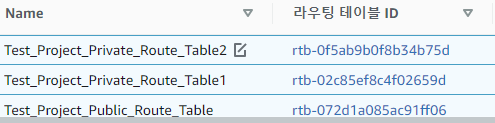 Name 라우팅 테이블 ID
Test_Project_Private_Route_Table2 rtb-0f5ab9b0f8b34b75d
Test_Project_Private_Route_Table1 rtb-02c85ef8c4f02659d
Test_Project_Public_Route_Table rtb-072d1a085ac91ff06